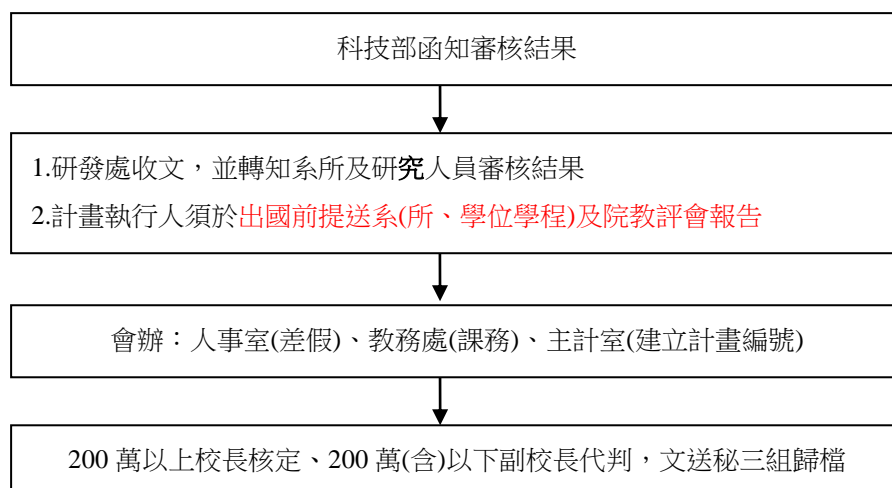 科技部函知審核結果
1.研發處收文，並轉知系所及研究人員審核結果
2.計畫執行人須於出國前提送系(所、學位學程)及院教評會報告
會辦：人事室(差假)、教務處(課務)、主計室(建立計畫編號)
200 萬以上校長核定、200 萬(含)以下副校長代判，文送秘三組歸檔